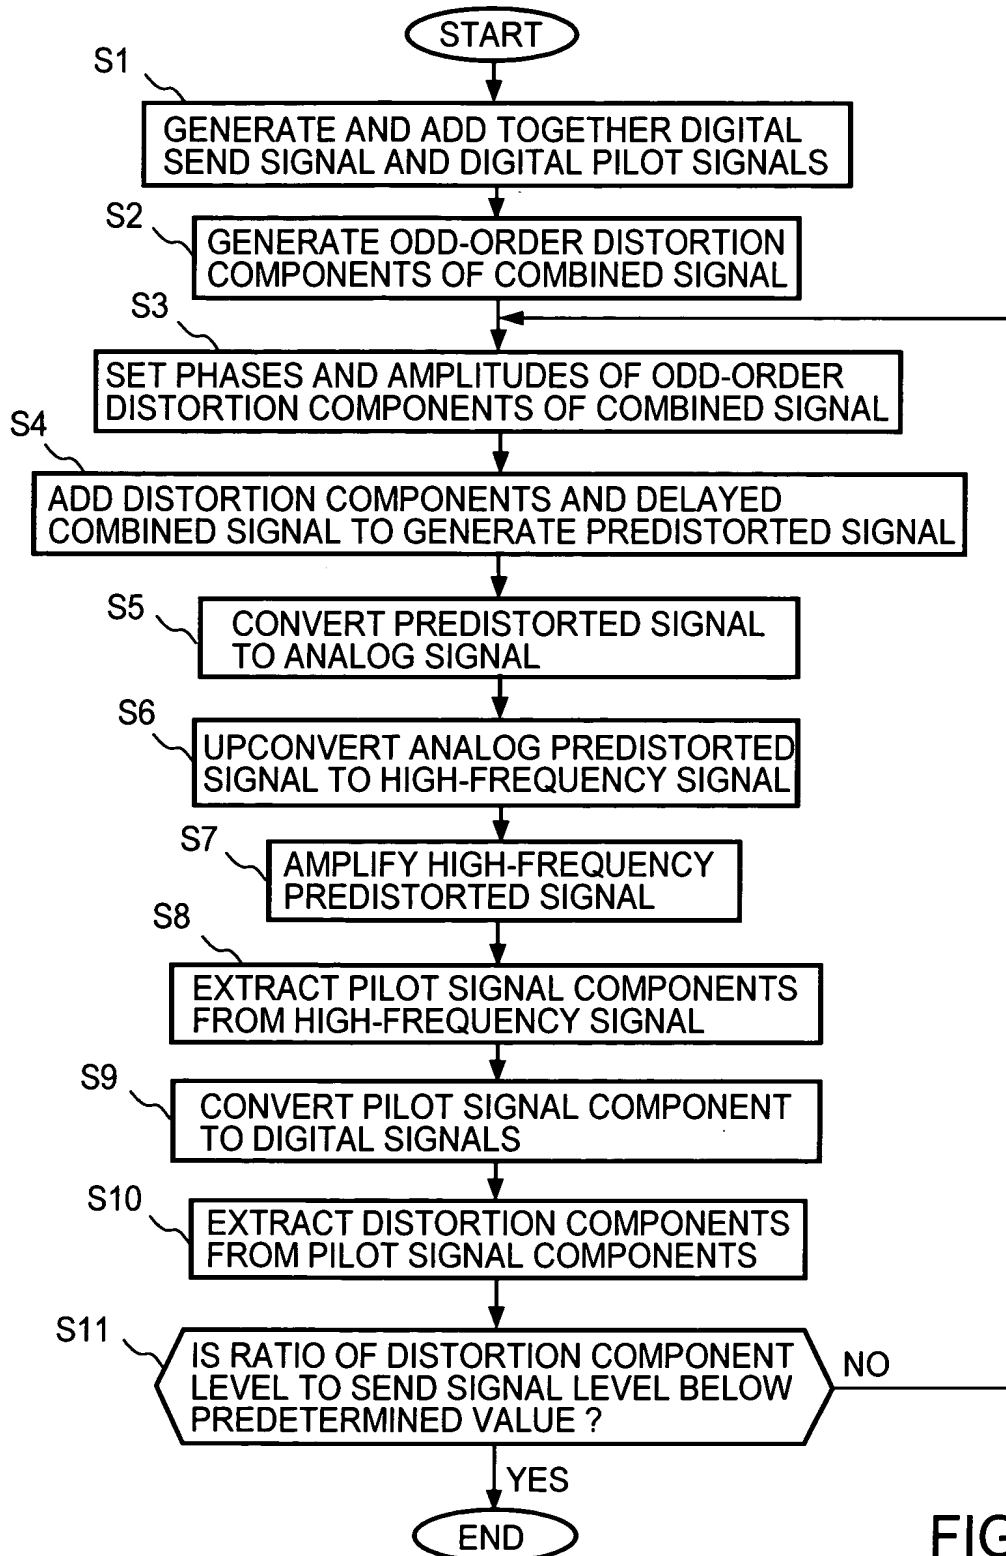 START
S1
GENERATE AND ADD TOGETHER DIGITAL
SEND SIGNAL AND DIGITAL PILOT SIGNALS
S2
GENERATE ODD-ORDER DISTORTION
COMPONENTS OF COMBINED SIGNAL
S3
SET PHASES AND AMPLITUDES OF ODD-ORDER
DISTORTION COMPONENTS OF COMBINED SIGNAL
S4
ADD DISTORTION COMPONENTS AND DELAYED
COMBINED SIGNAL TO GENERATE PREDISTORTED SIGNAL
S5
CONVERT PREDISTORTED SIGNAL
TO ANALOG SIGNAL
S6
UPCONVERT ANALOG PREDISTORTED
SIGNAL TO HIGH-FREQUENCY SIGNAL
S7
AMPLIFY HIGH-FREQUENCY
PREDISTORTED SIGNAL
S8
EXTRACT PILOT SIGNAL COMPONENTS
FROM HIGH-FREQUENCY SIGNAL
S9
CONVERT PILOT SIGNAL COMPONENT
TO DIGITAL SIGNALS
S10
EXTRACT DISTORTION COMPONENTS
FROM PILOT SIGNAL COMPONENTS
S11
IS RATIO OF DISTORTION COMPONENT
LEVEL TO SEND SIGNAL LEVEL BELOW
PREDETERMINED VALUE ?
NO
YES
END
FIG